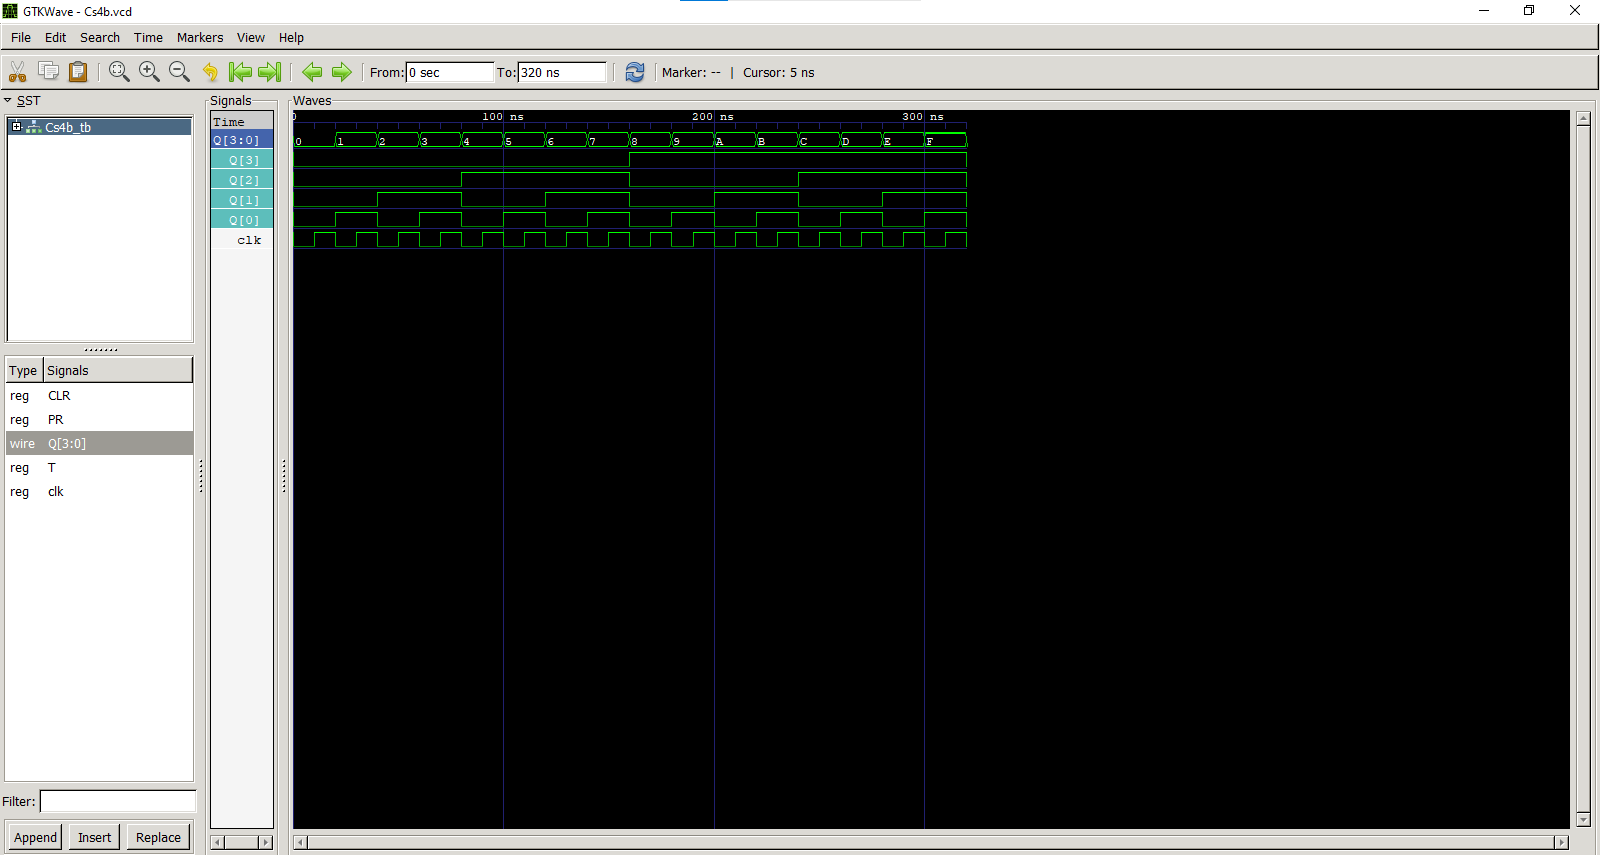 GTKWave - Cs4b.vcd
File Edit Search Time Markers View Help
From: 0 sec To: 320 ns Marker: -- | Cursor: 5 ns
SST
Cs4b_tb
Type Signals
reg CLR
reg PR
wire Q[3:0]
reg T
reg clk
Filter:
Append Insert Replace
Signals
Time
Q[3:0]
Q[3]
Q[2]
Q[1]
Q[0]
clk
Waves
0 100 ns 200 ns 300 ns
0 1 2 3 4 5 6 7 8 9 A B C D E F